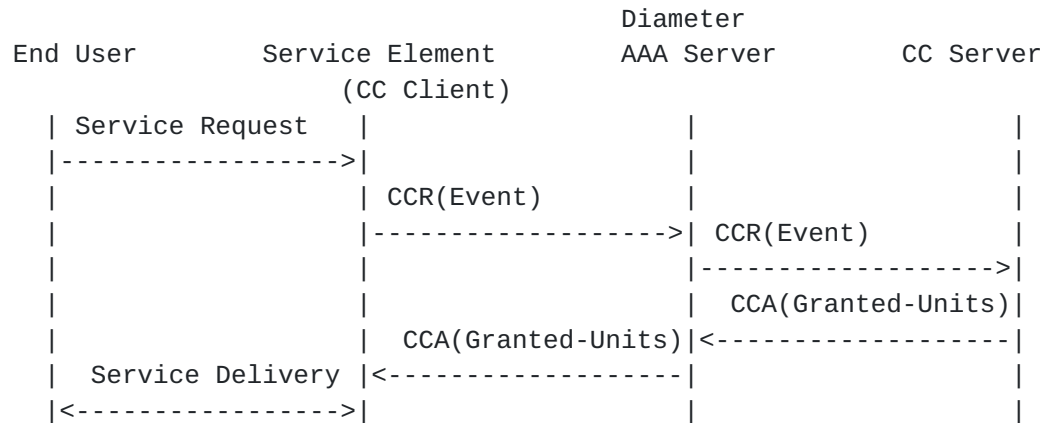 Diameter
End User Service Element AAA Server CC Server
(CC Client)
Service Request
CCR(Event)
CCR(Event)
CCA(Granted-Units)
CCA(Granted-Units)
Service Delivery